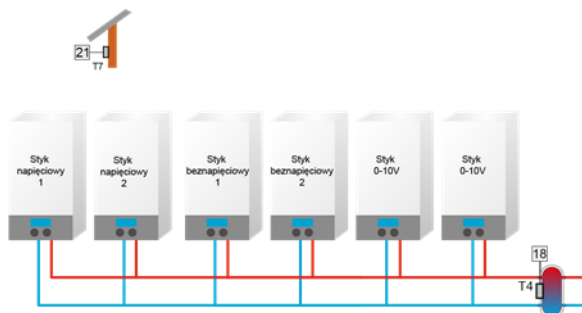 21
T7
Styk
napięciowy
1
Styk
napięciowy
2
Styk
beznapięciowy
1
Styk
beznapięciowy
2
Styk
0-10V
Styk
0-10V
18
T4